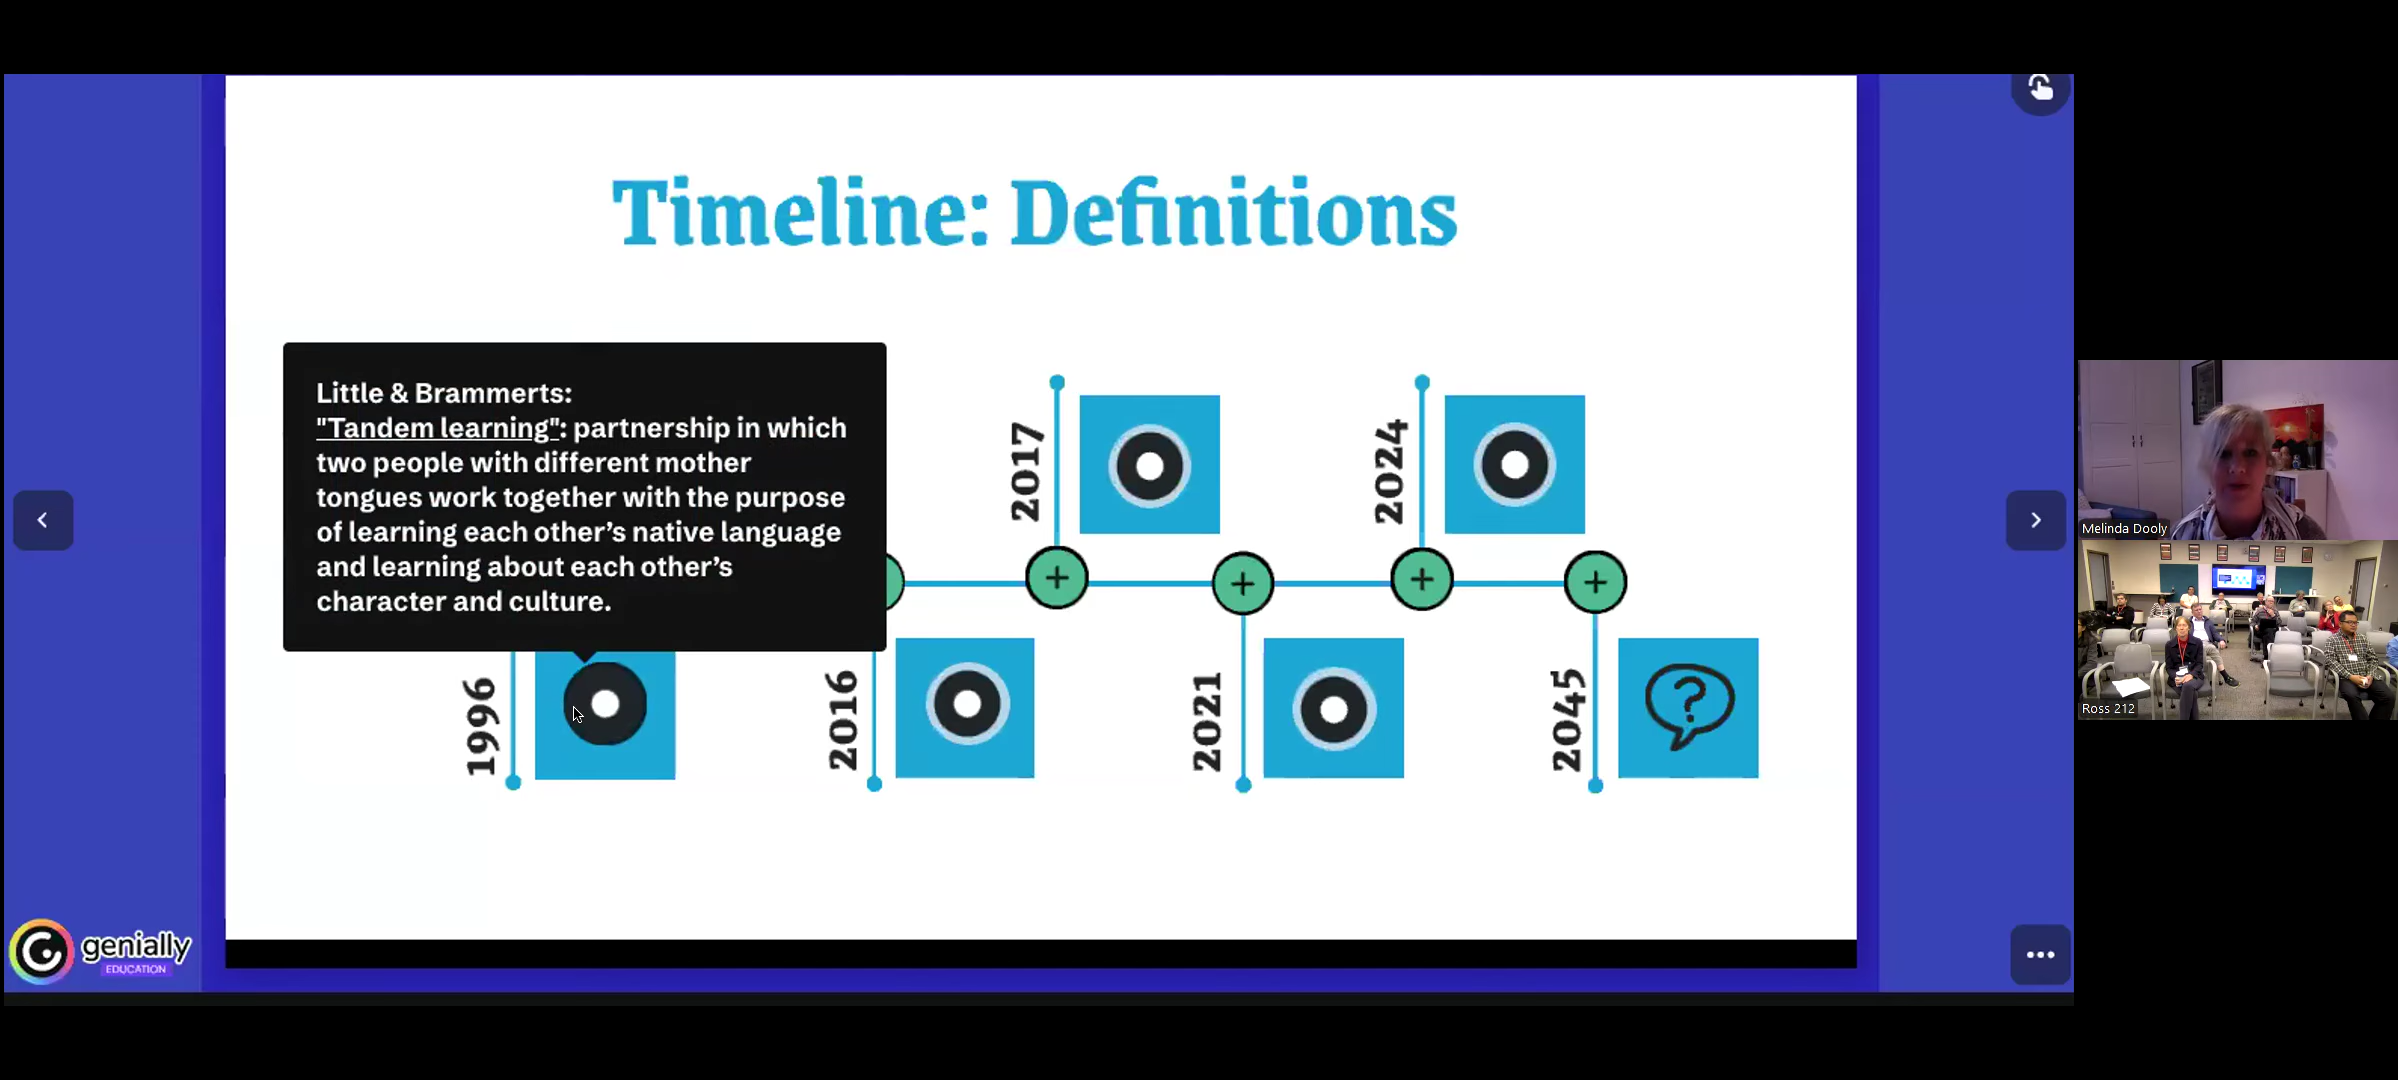 Timeline: Definitions
Little & Brammerts:
"Tandem learning": partnership in which
two people with different mother
tongues work together with the purpose
of learning each other’s native language
and learning about each other’s
character and culture.
2017
2024
1996
2016
2021
2045
?
genially
EDUCATION
Melinda Dooly
Ross 212